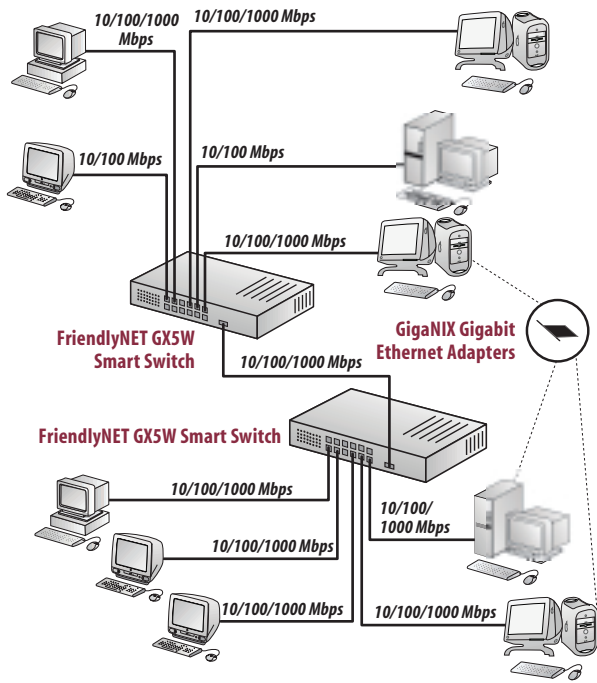 10/100/1000
Mbps
10/100/1000 Mbps
10/100 Mbps
10/100 Mbps
10/100/1000 Mbps
FriendlyNET GX5W
Smart Switch
GigaNIX Gigabit
Ethernet Adapters
10/100/1000 Mbps
FriendlyNET GX5W Smart Switch
10/100/1000 Mbps
10/100/
1000 Mbps
10/100/1000 Mbps
10/100/1000 Mbps
10/100/1000 Mbps